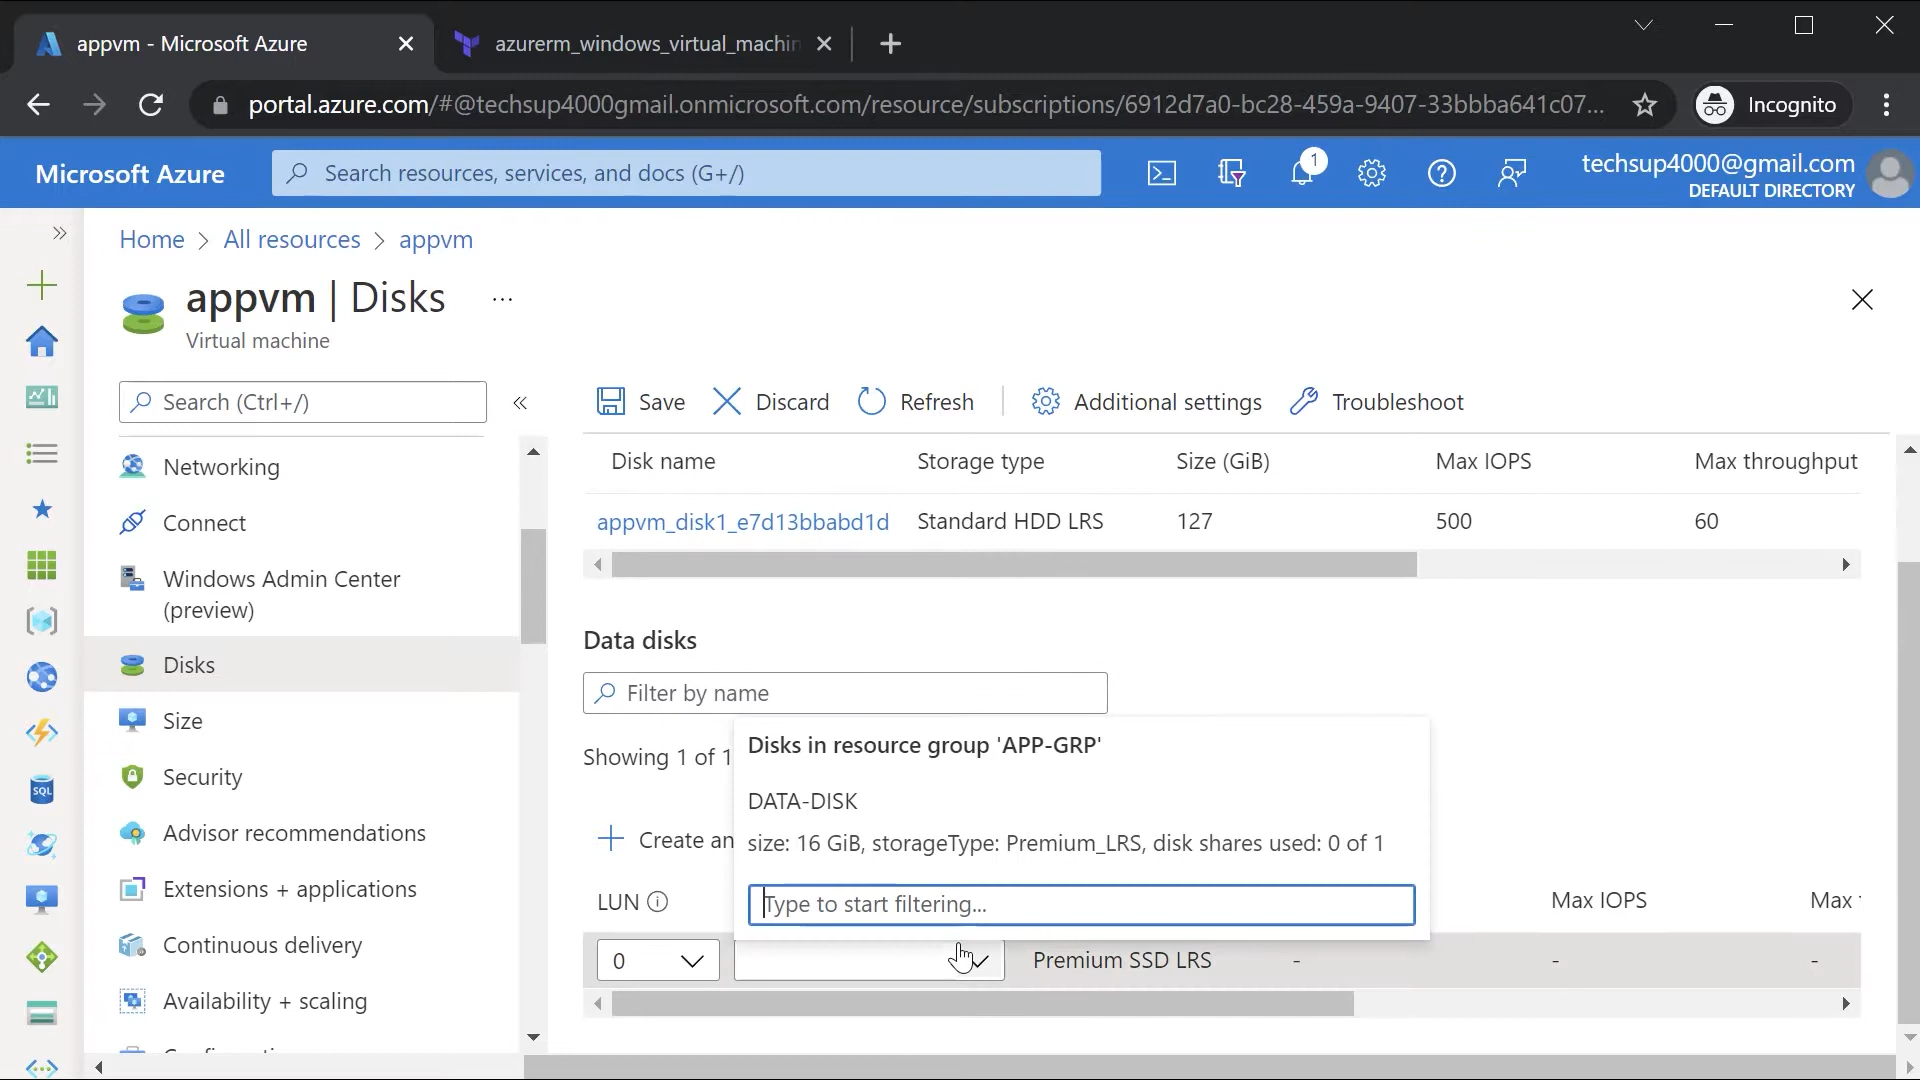 appvm - Microsoft Azure
azurerm_windows_virtual_machin
portal.azure.com/#@techsup4000gmail.onmicrosoft.com/resource/subscriptions/6912d7a0-bc28-459a-9407-33bbba641c07...
Incognito
Microsoft Azure
Search resources, services, and docs (G+/)
1
techsup4000@gmail.com
DEFAULT DIRECTORY
Home > All resources > appvm
appvm | Disks
...
Virtual machine
Search (Ctrl+/)
Networking
Connect
Windows Admin Center
(preview)
Disks
Size
Security
Advisor recommendations
Extensions + applications
Continuous delivery
Availability + scaling
SQL
Save
Discard
Refresh
Additional settings
Troubleshoot
Disk name
Storage type
Size (GiB)
Max IOPS
Max throughput
appvm_disk1_e7d13bbabd1d
Standard HDD LRS
127
500
60
Data disks
Filter by name
Showing 1 of 1
Disks in resource group 'APP-GRP'
DATA-DISK
size: 16 GiB, storageType: Premium_LRS, disk shares used: 0 of 1
Type to start filtering...
Create an
LUN
Max IOPS
Max
0
Premium SSD LRS
-
-
-